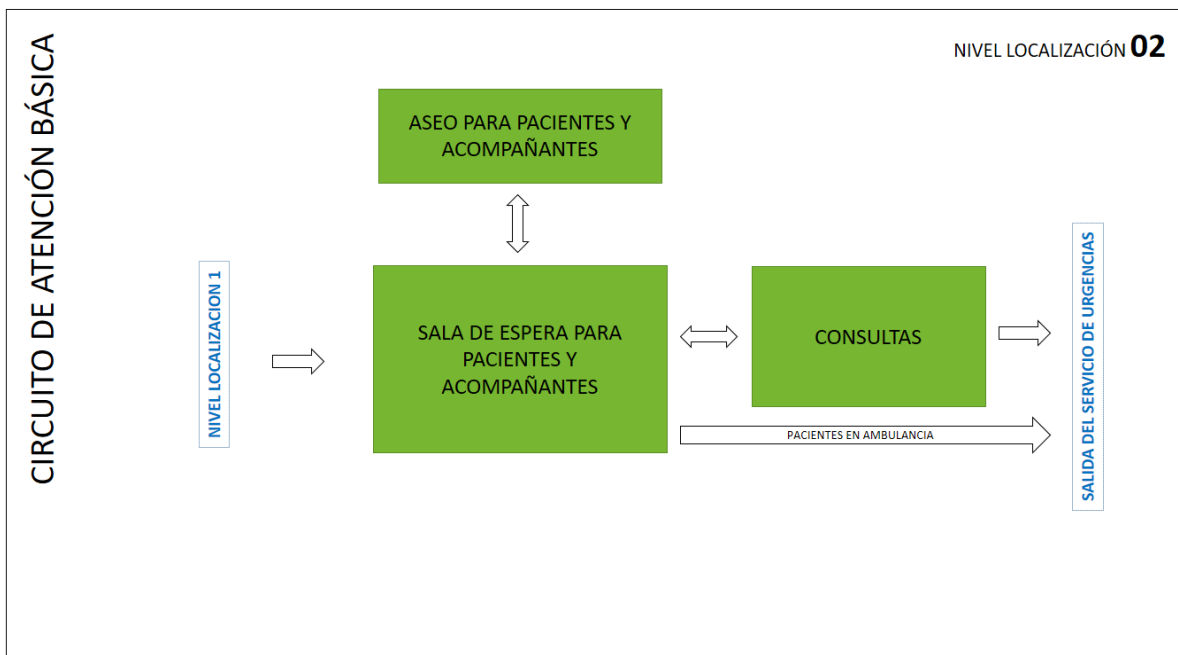 CIRCUITO DE ATENCIÓN BÁSICA
NIVEL LOCALIZACIÓN 02
ASEO PARA PACIENTES Y
ACOMPAÑANTES
NIVEL LOCALIZACION 1
SALA DE ESPERA PARA
PACIENTES Y
ACOMPAÑANTES
CONSULTAS
PACIENTES EN AMBULANCIA
SALIDA DEL SERVICIO DE URGENCIAS